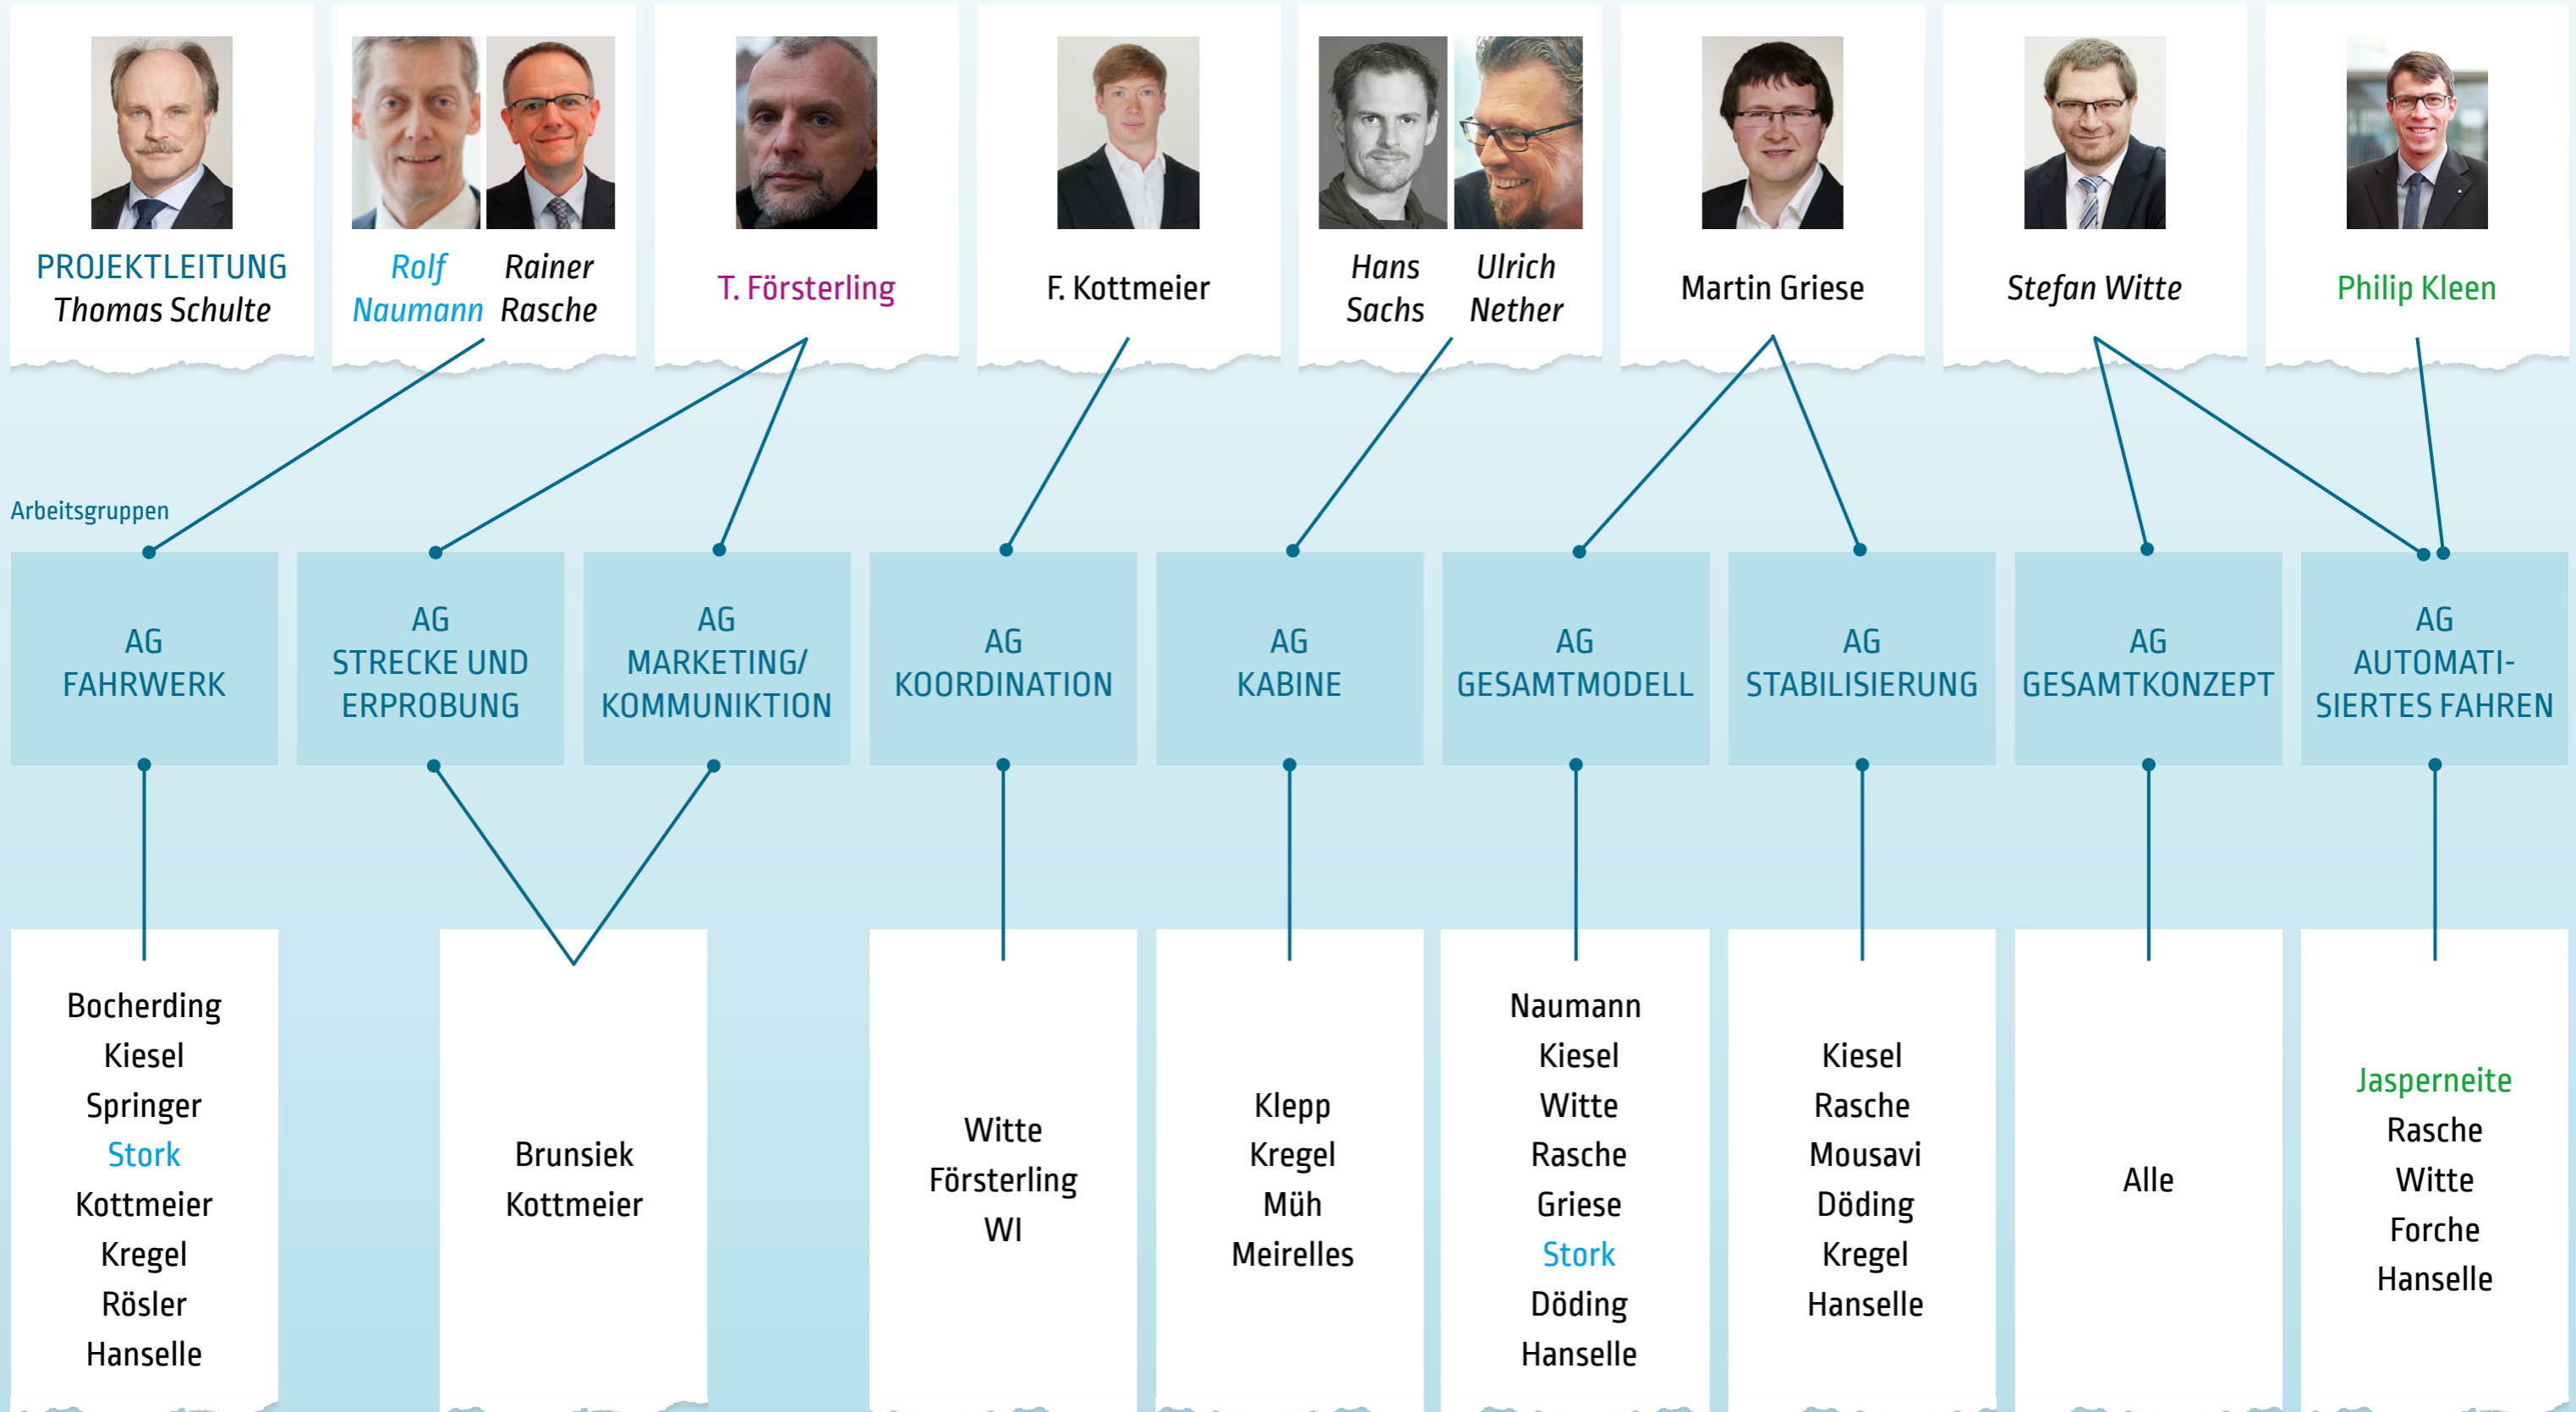 PROJEKTLEITUNG
Thomas Schulte
Rolf
Naumann
Rainer
Rasche
T. Försterling
F. Kottmeier
Hans
Sachs
Ulrich
Nether
Martin Griese
Stefan Witte
Philip Kleen
Arbeitsgruppen
AG
FAHRWERK
AG
STRECKE UND
ERPROBUNG
AG
MARKETING/
KOMMUNIKTION
AG
KOORDINATION
AG
KABINE
AG
GESAMTMODELL
AG
STABILISIERUNG
AG
GESAMTKONZEPT
AG
AUTOMATI-
SIERTES FAHREN
Bocherding
Kiesel
Springer
Stork
Kottmeier
Kregel
Rösler
Hanselle
Brunsiek
Kottmeier
Witte
Försterling
WI
Klepp
Kregel
Müh
Meirelles
Naumann
Kiesel
Witte
Rasche
Griese
Stork
Döding
Hanselle
Kiesel
Rasche
Mousavi
Döding
Kregel
Hanselle
Alle
Jasperneite
Rasche
Witte
Forche
Hanselle